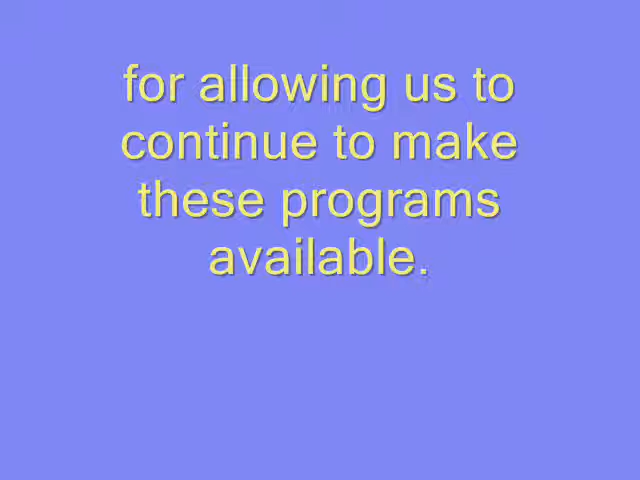 for allowing us to
continue to make
these programs
available.